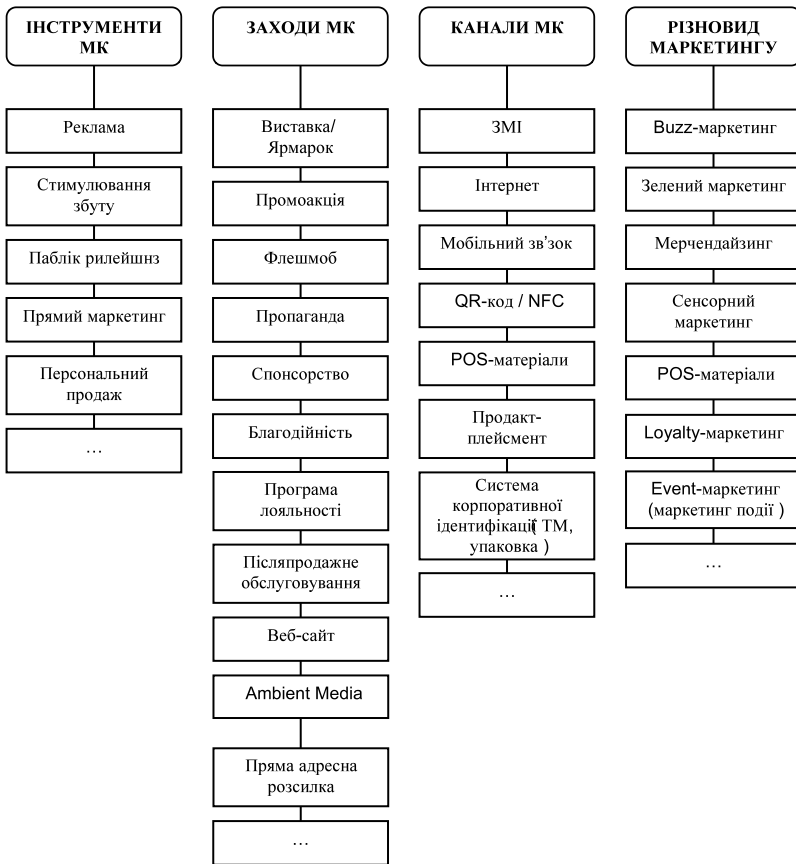 ІНСТРУМЕНТИ
МК
Реклама
Стимулювання
збуту
Паблік рилейшнз
Прямий маркетинг
Персональний
продаж
…
ЗАХОДИ МК
Виставка/
Ярмарок
Промоакція
Флешмоб
Пропаганда
Спонсорство
Благодійність
Програма
лояльності
Післяпродажне
обслуговування
Веб-сайт
Ambient Media
Пряма адресна
розсилка
…
КАНАЛИ МК
ЗМІ
Інтернет
Мобільний зв’зок
QR-код / NFC
POS-матеріали
Продакт-
плейсмент
Система
корпоративної
ідентифікації( ТМ,
упаковка )
…
РІЗНОВИД
МАРКЕТИНГУ
Buzz-маркетинг
Зелений маркетинг
Мерчендайзинг
Сенсорний
маркетинг
POS-матеріали
Loyalty-маркетинг
Event-маркетинг
(маркетинг події )
…